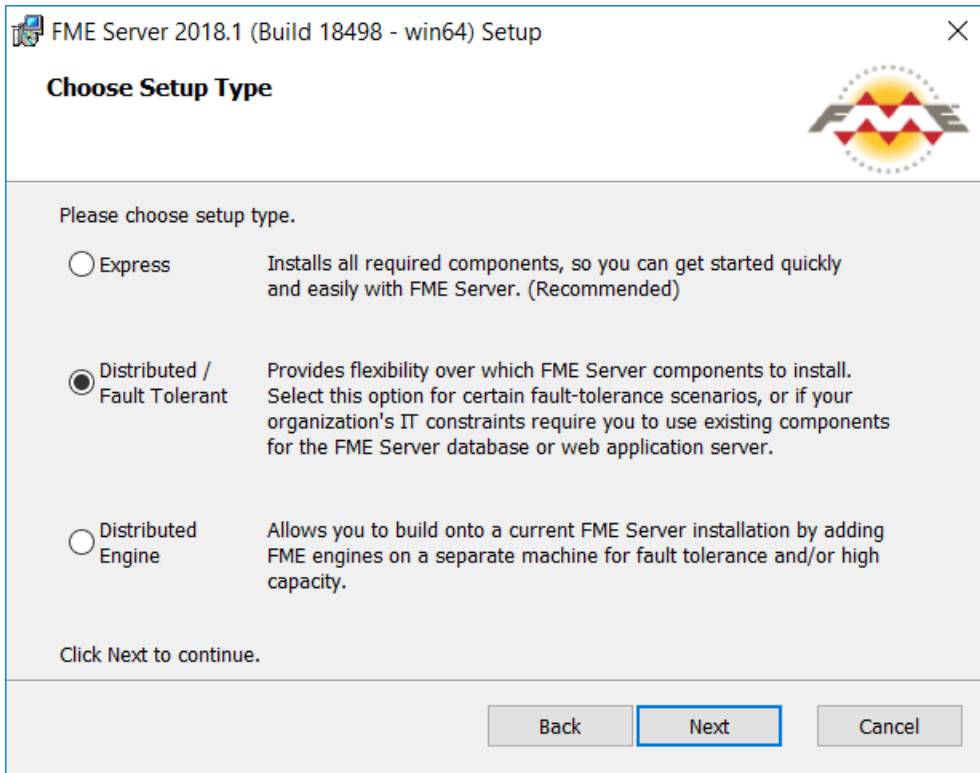 FME Server 2018.1 (Build 18498 - win64) Setup
Choose Setup Type
FME
Please choose setup type.
Express
Installs all required components, so you can get started quickly
and easily with FME Server. (Recommended)
Distributed /
Fault Tolerant
Provides flexibility over which FME Server components to install.
Select this option for certain fault-tolerance scenarios, or if your
organization's IT constraints require you to use existing components
for the FME Server database or web application server.
Distributed
Engine
Allows you to build onto a current FME Server installation by adding
FME engines on a separate machine for fault tolerance and/or high
capacity.
Click Next to continue.
Back
Next
Cancel